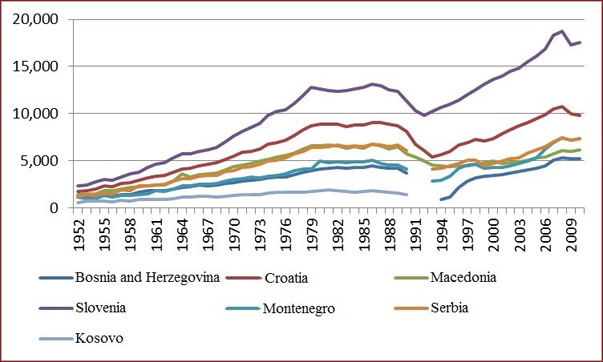 20,000
15,000
10,000
5,000
0
1952 1955 1958 1961 1964 1967 1970 1973 1976 1979 1982 1985 1988 1991 1994 1997 2000 2003 2006 2009
Bosnia and Herzegovina Croatia Macedonia
Slovenia Montenegro Serbia
Kosovo